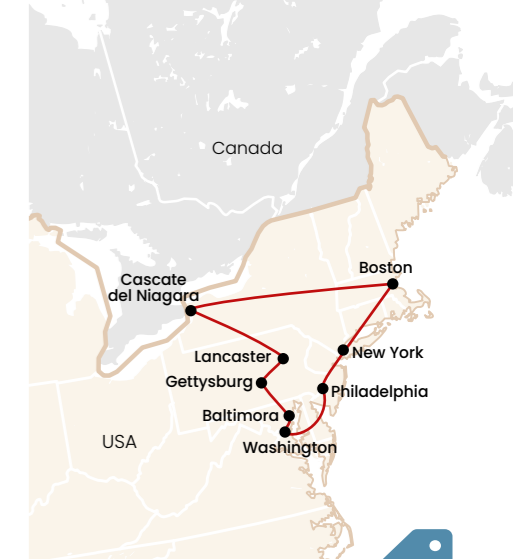 Canada
Boston
Cascate
del Niagara
New York
Lancaster
Gettysburg
Philadelphia
Baltimora
USA
Washington